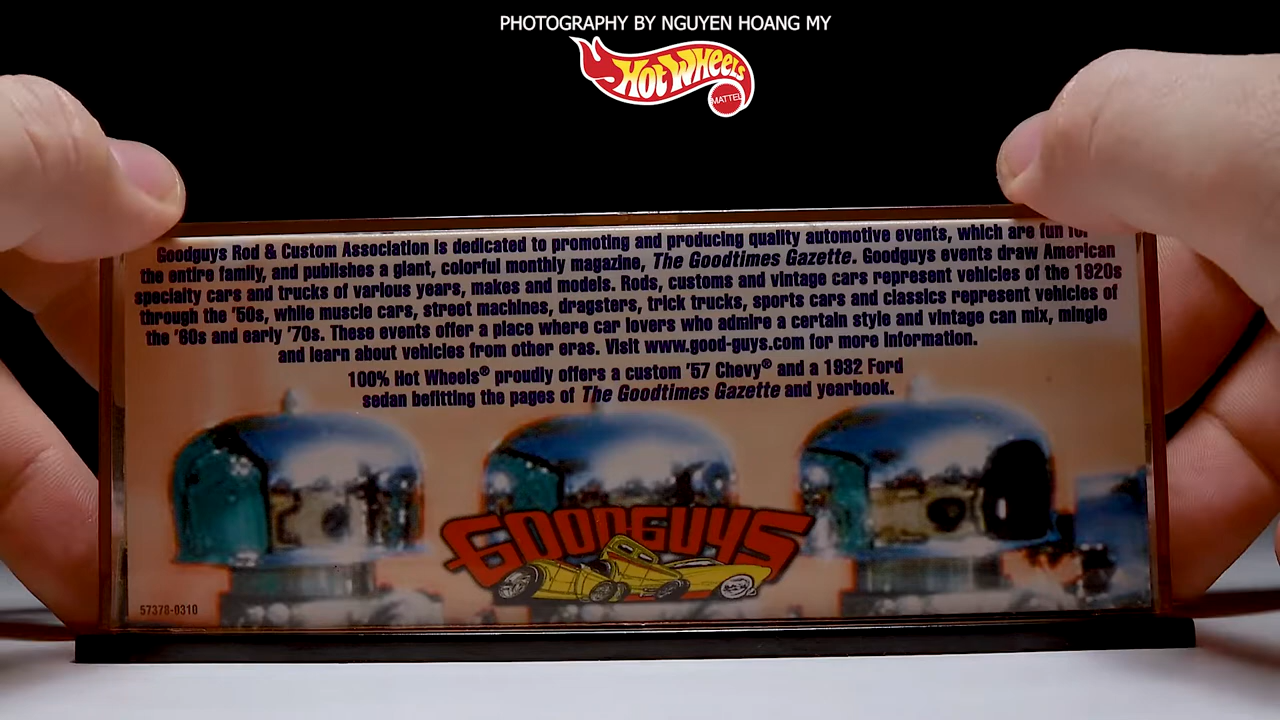 PHOTOGRAPHY BY NGUYEN HOANG MY
HOT WHEELS
MATTEL
Goodguys Rod & Custom Association is dedicated to promoting and producing quality automotive events, which are fun for
the entire family, and publishes a giant, colorful monthly magazine, The Goodtimes Gazette. Goodguys events draw American
specialty cars and trucks of various years, makes and models. Rods, customs and vintage cars represent vehicles of the 1920s
through the '50s, while muscle cars, street machines, dragsters, trick trucks, sports cars and classics represent vehicles of
the '60s and early '70s. These events offer a place where car lovers who admire a certain style and vintage can mix, mingle
and learn about vehicles from other eras. Visit www.good-guys.com for more information.
100% Hot Wheels® proudly offers a custom '57 Chevy® and a 1932 Ford
sedan befitting the pages of The Goodtimes Gazette and yearbook.
GOODGUYS
57378-0310